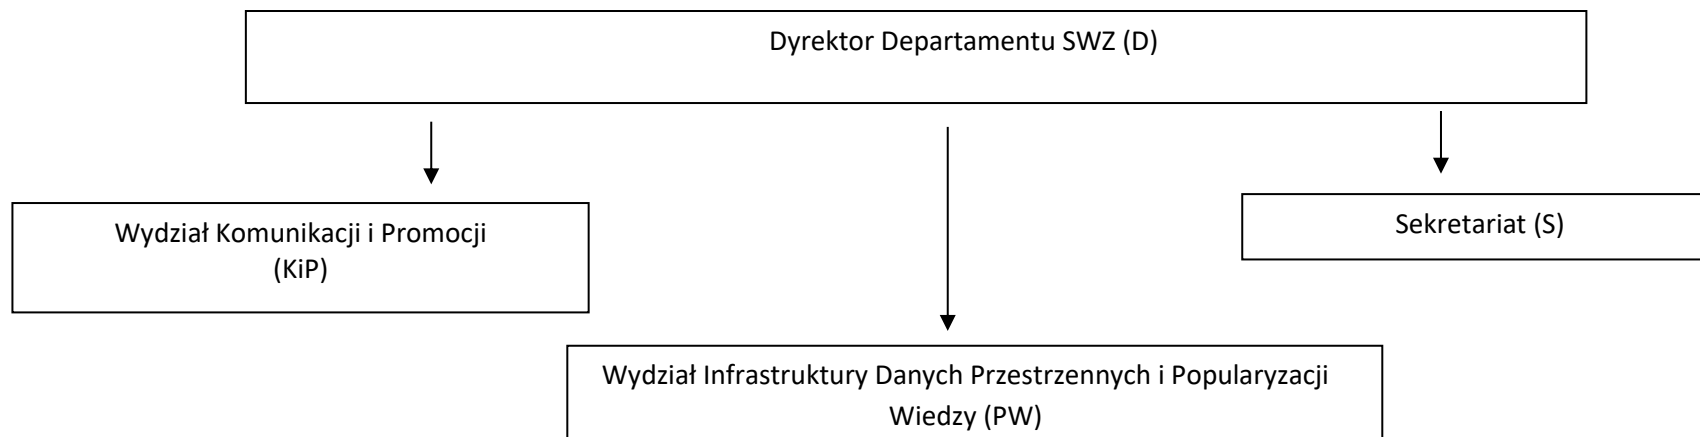 Dyrektor Departamentu SWZ (D)
Wydział Komunikacji i Promocji
(KiP)
Sekretariat (S)
Wydział Infrastruktury Danych Przestrzennych i Popularyzacji
Wiedzy (PW)